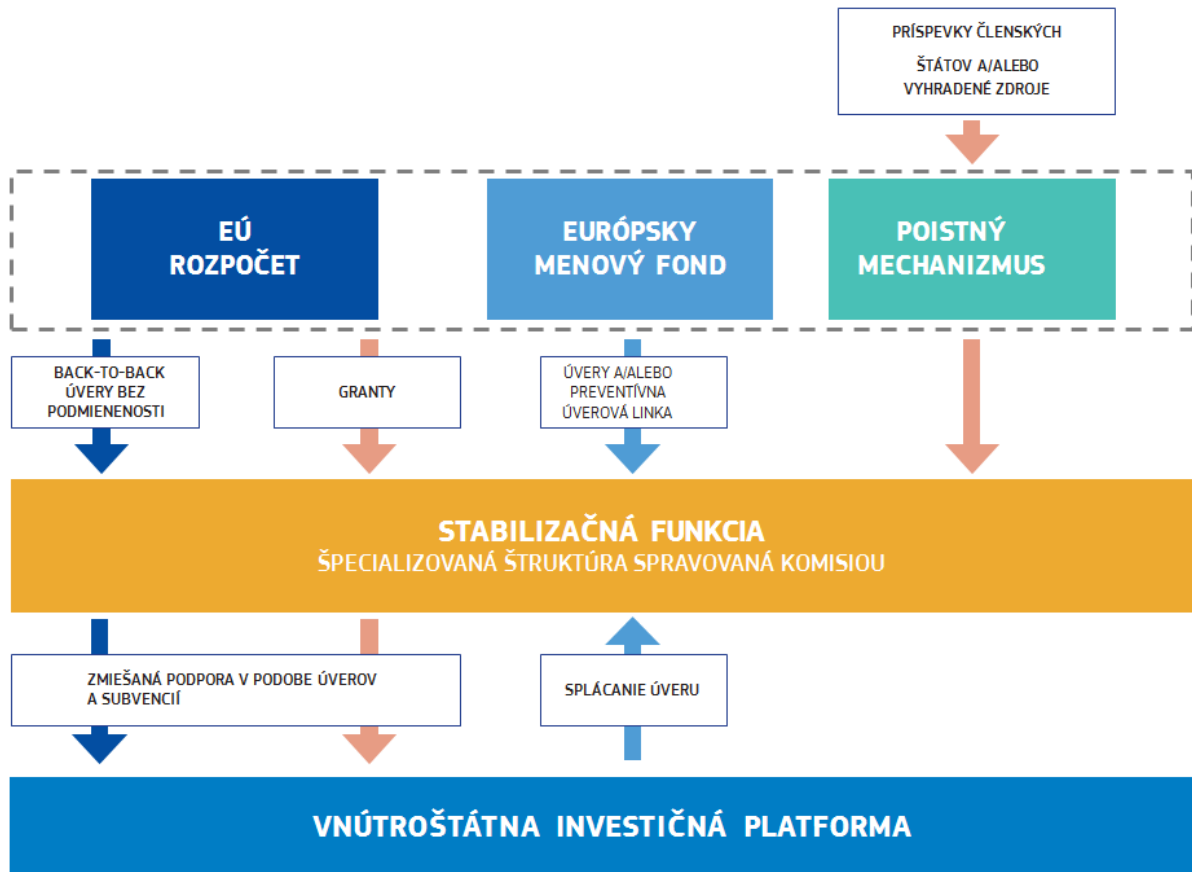 PRÍSPEVKY ČLENSKÝCH
ŠTÁTOV A/ALEBO
VYHRADENÉ ZDROJE
EÚ
ROZPOČET
EURÓPSKY
MENOVÝ FOND
POISTNÝ
MECHANIZMUS
BACK-TO-BACK
ÚVERY BEZ
PODMIENENOSTI
GRANTY
ÚVERY A/ALEBO
PREVENTÍVNA
ÚVEROVÁ LINKA
STABILIZAČNÁ FUNKCIA
ŠPECIALIZOVANÁ ŠTRUKTÚRA SPRAVOVANÁ KOMISIOU
ZMIEŠANÁ PODPORA V PODOBE ÚVEROV
A SUBVENCIÍ
SPLÁCANIE ÚVERU
VNÚTROŠTÁTNA INVESTIČNÁ PLATFORMA